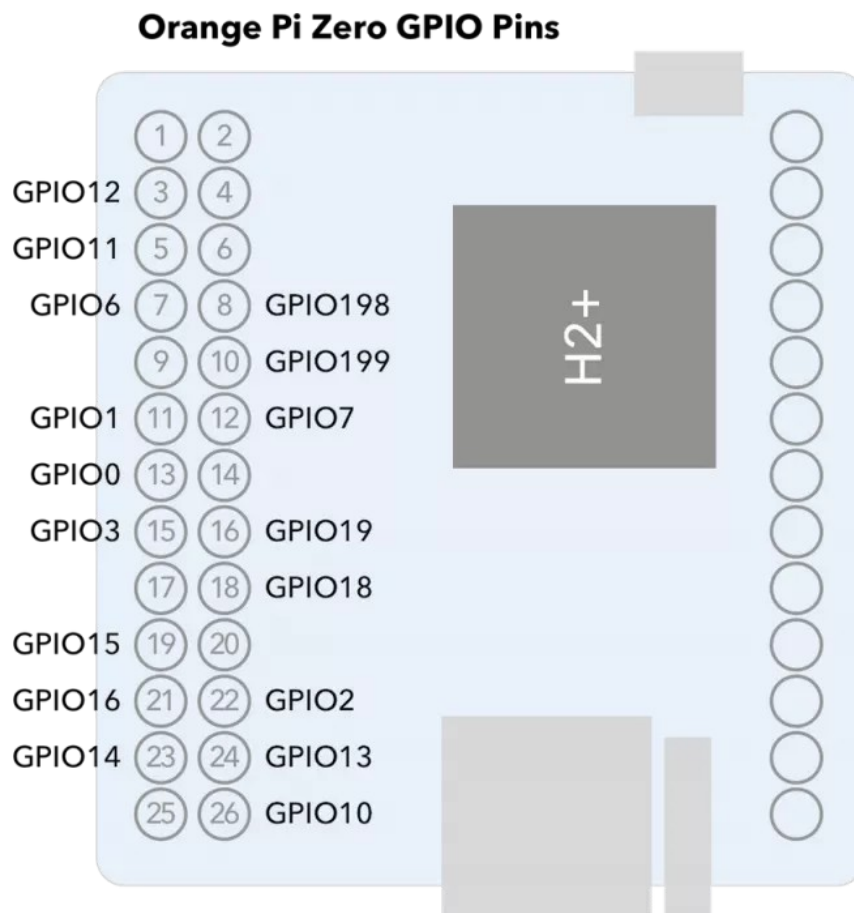 Orange Pi Zero GPIO Pins
1 2
GPIO12 3 4
GPIO11 5 6
GPIO6 7 8 GPIO198
9 10 GPIO199
GPIO1 11 12 GPIO7
GPIO0 13 14
GPIO3 15 16 GPIO19
17 18 GPIO18
GPIO15 19 20
GPIO16 21 22 GPIO2
GPIO14 23 24 GPIO13
25 26 GPIO10
H2+